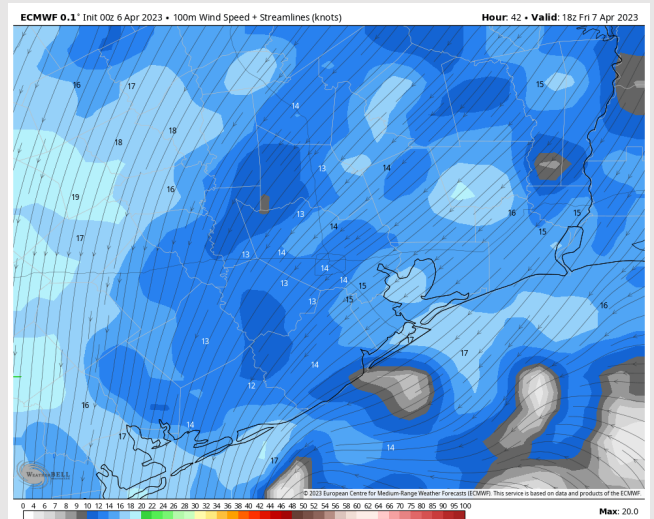 ECMWF 0.1° Init 00z 6 Apr 2023 • 100m Wind Speed + Streamlines (knots) Hour: 42 • Valid: 18z Fri 7 Apr 2023
16 17 15
14
18 18
13 14
19 16
13 16 15
14 15
17
13 14
14
13 14 15
13 15
16
17
13
17
14
12
16
14
17 14
17
WeatherBELL
© 2023 European Centre for Medium-Range Weather Forecasts (ECMWF). This service is based on data and products of the ECMWF.
0 4 6 7 8 9 10 12 14 16 18 20 22 24 26 28 30 32 34 36 38 40 42 44 46 48 50 52 54 56 58 60 62 64 66 68 70 75 80 85 90 95 100 Max: 20.0